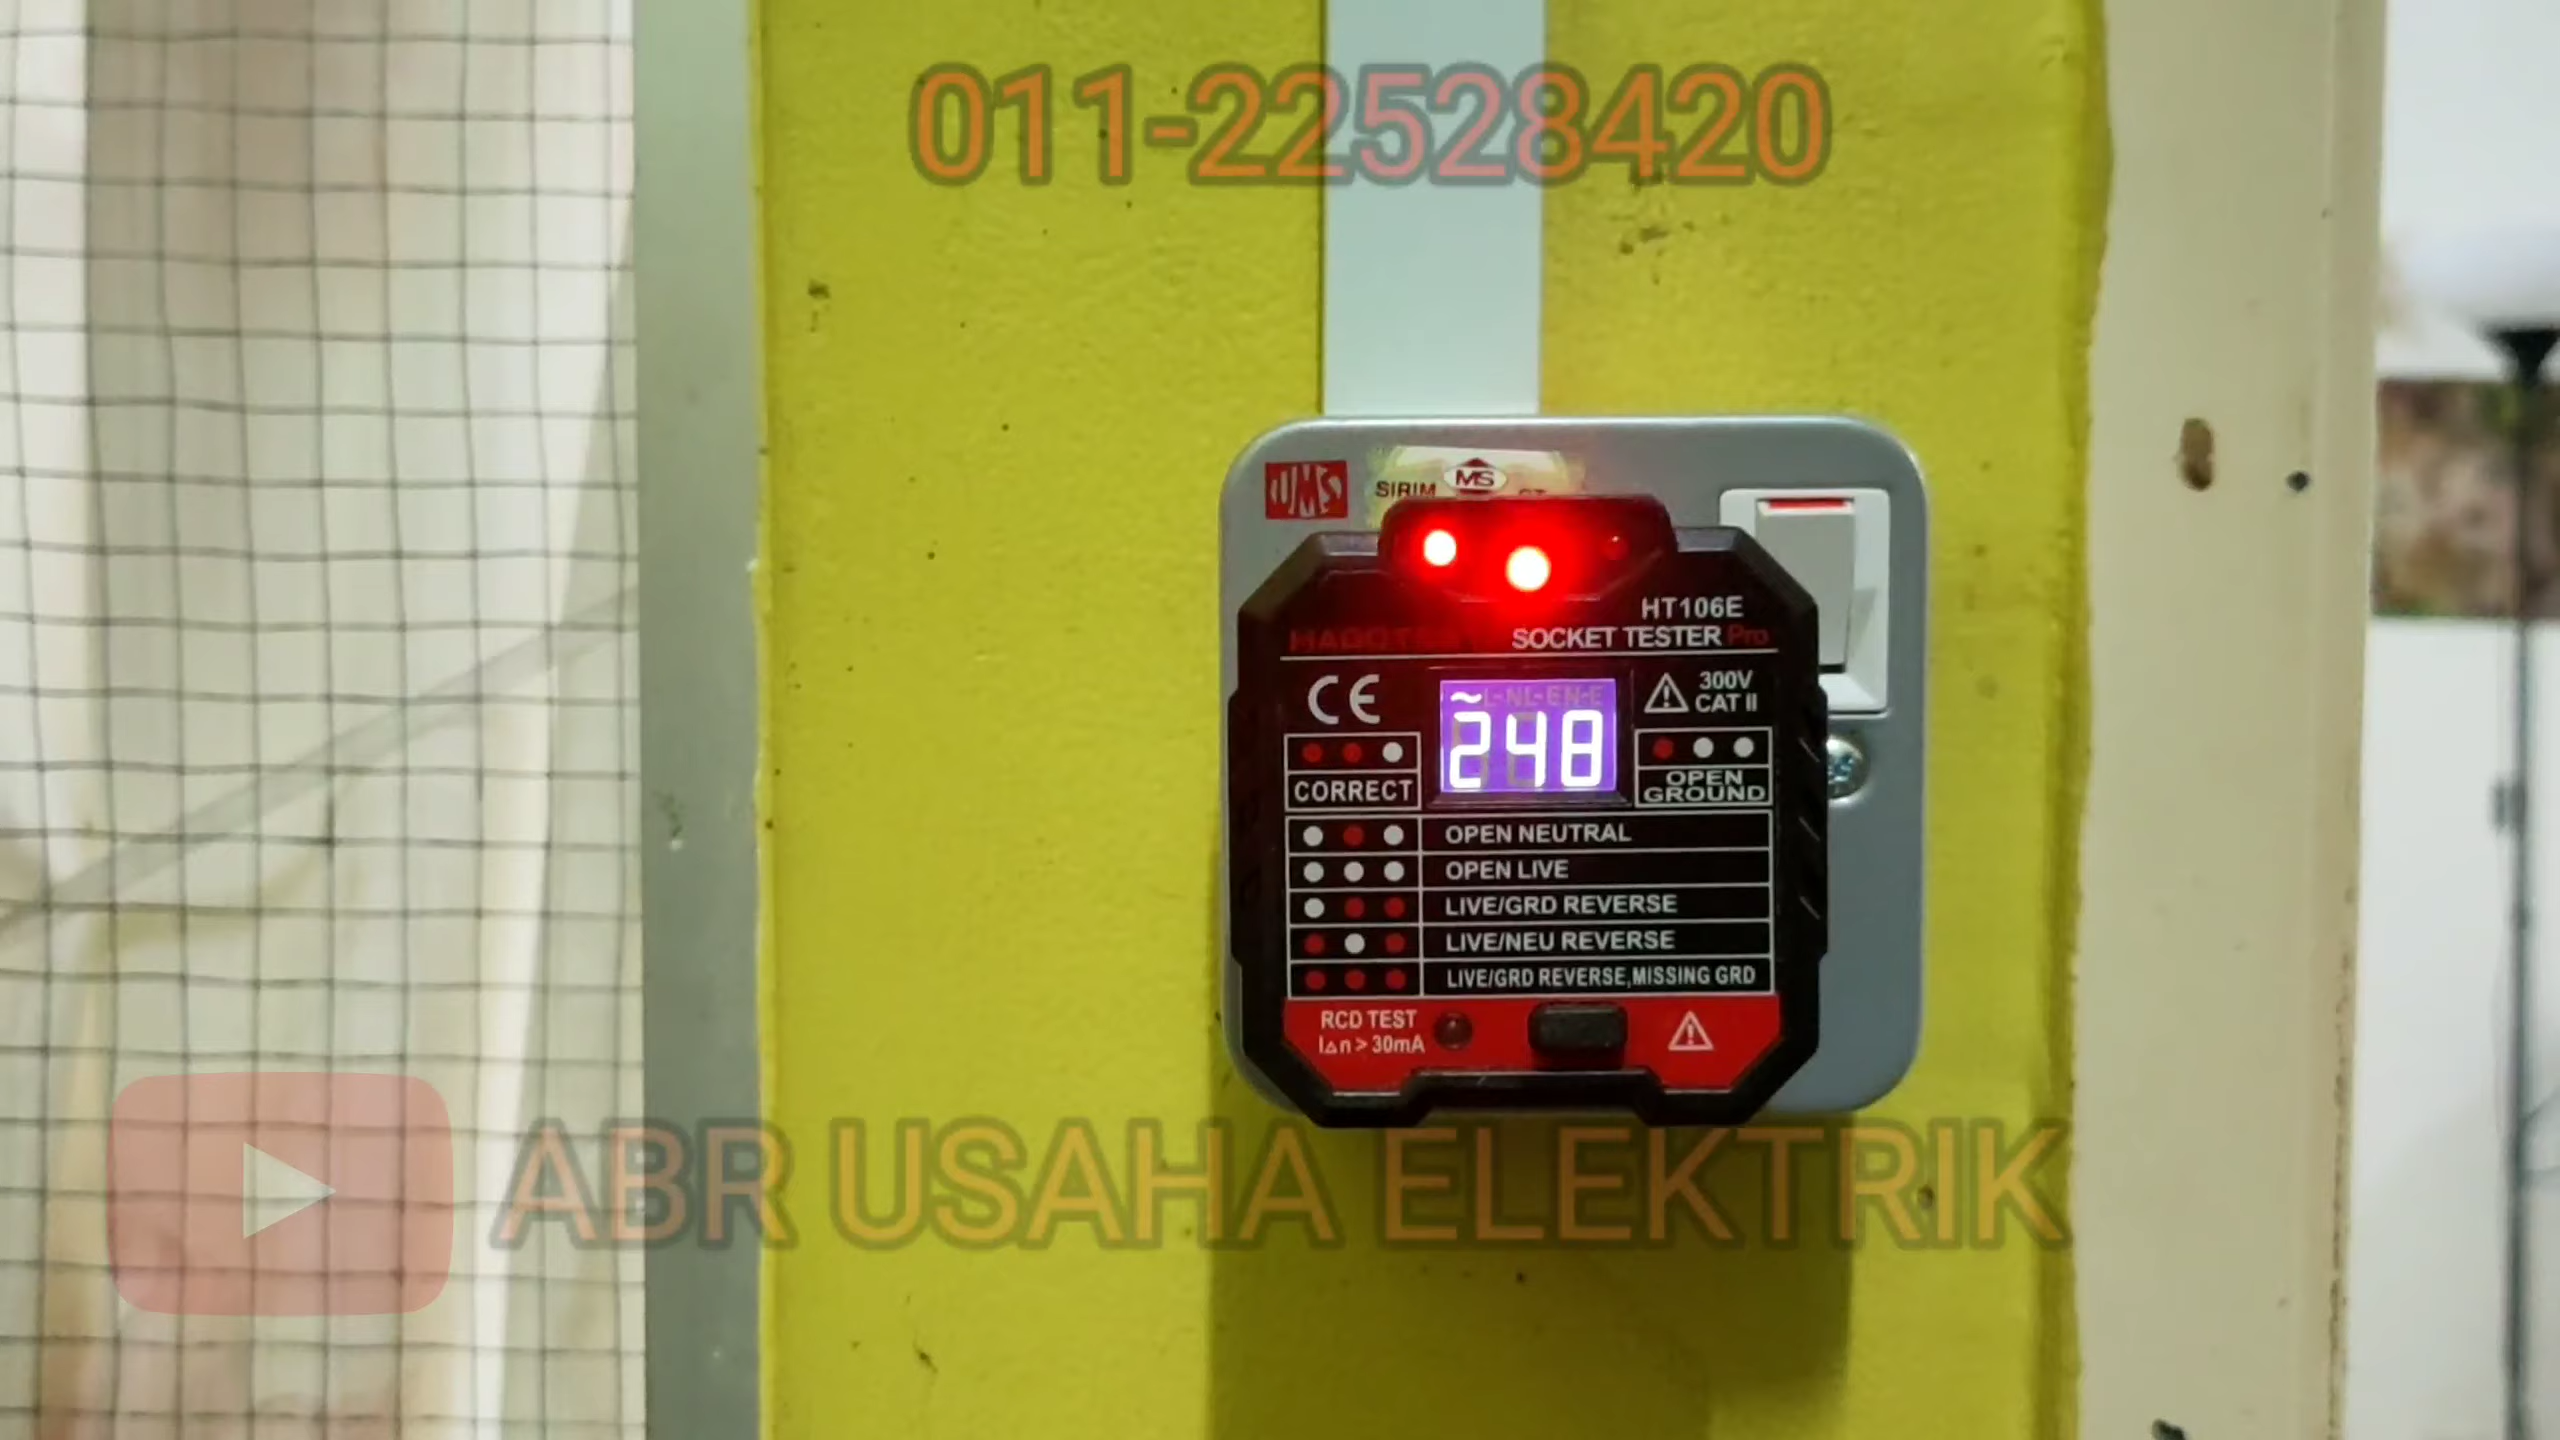 011-22528420
UMS
SIRIM MS
HT106E
SOCKET TESTER Pro
CE
300V
CAT II
~248
CORRECT
OPEN
GROUND
OPEN NEUTRAL
OPEN LIVE
LIVE/GRD REVERSE
LIVE/NEU REVERSE
LIVE/GRD REVERSE,MISSING GRD
RCD TEST
I△n > 30mA
ABR USAHA ELEKTRIK